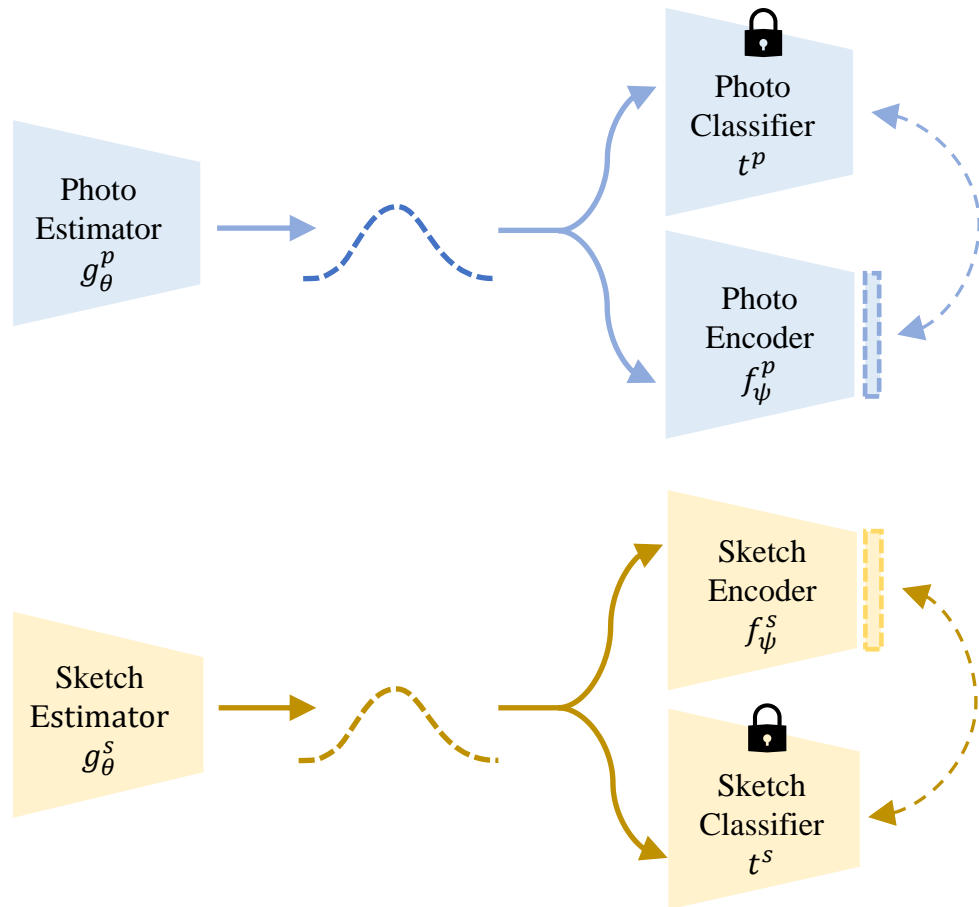 Photo
Classifier
t^p
Photo
Estimator
g_θ^p
Photo
Encoder
f_ψ^p
Sketch
Encoder
f_ψ^s
Sketch
Estimator
g_θ^s
Sketch
Classifier
t^s